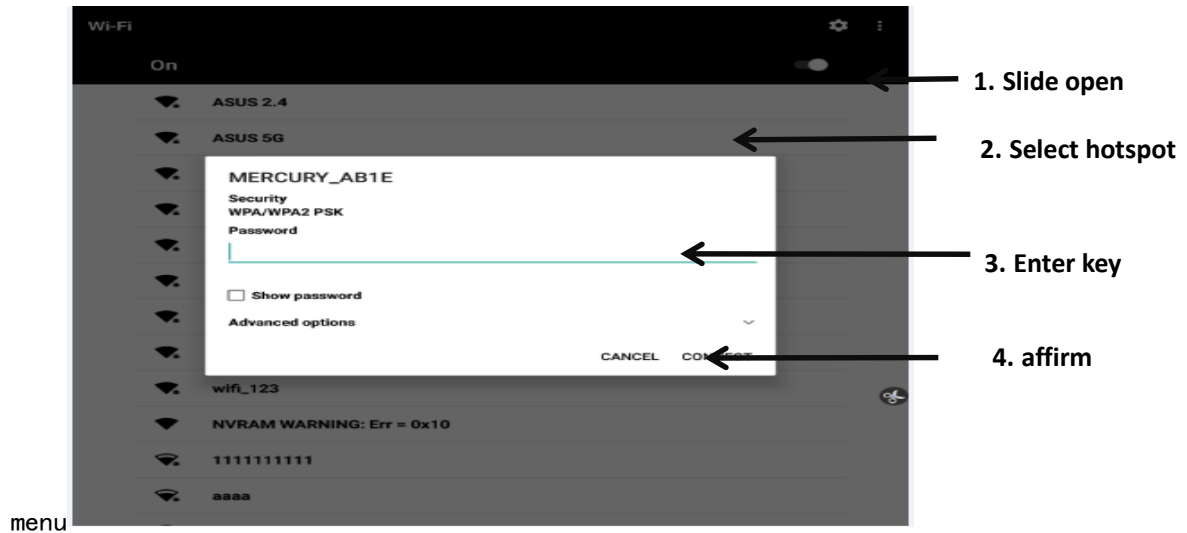 Wi-Fi
On
1. Slide open
ASUS 2.4
ASUS 5G
2. Select hotspot
MERCURY_AB1E
Security
WPA/WPA2 PSK
Password
3. Enter key
Show password
Advanced options
CANCEL
4. affirm
wifi_123
NVRAM WARNING: Err = 0x10
1111111111
aaaa
menu